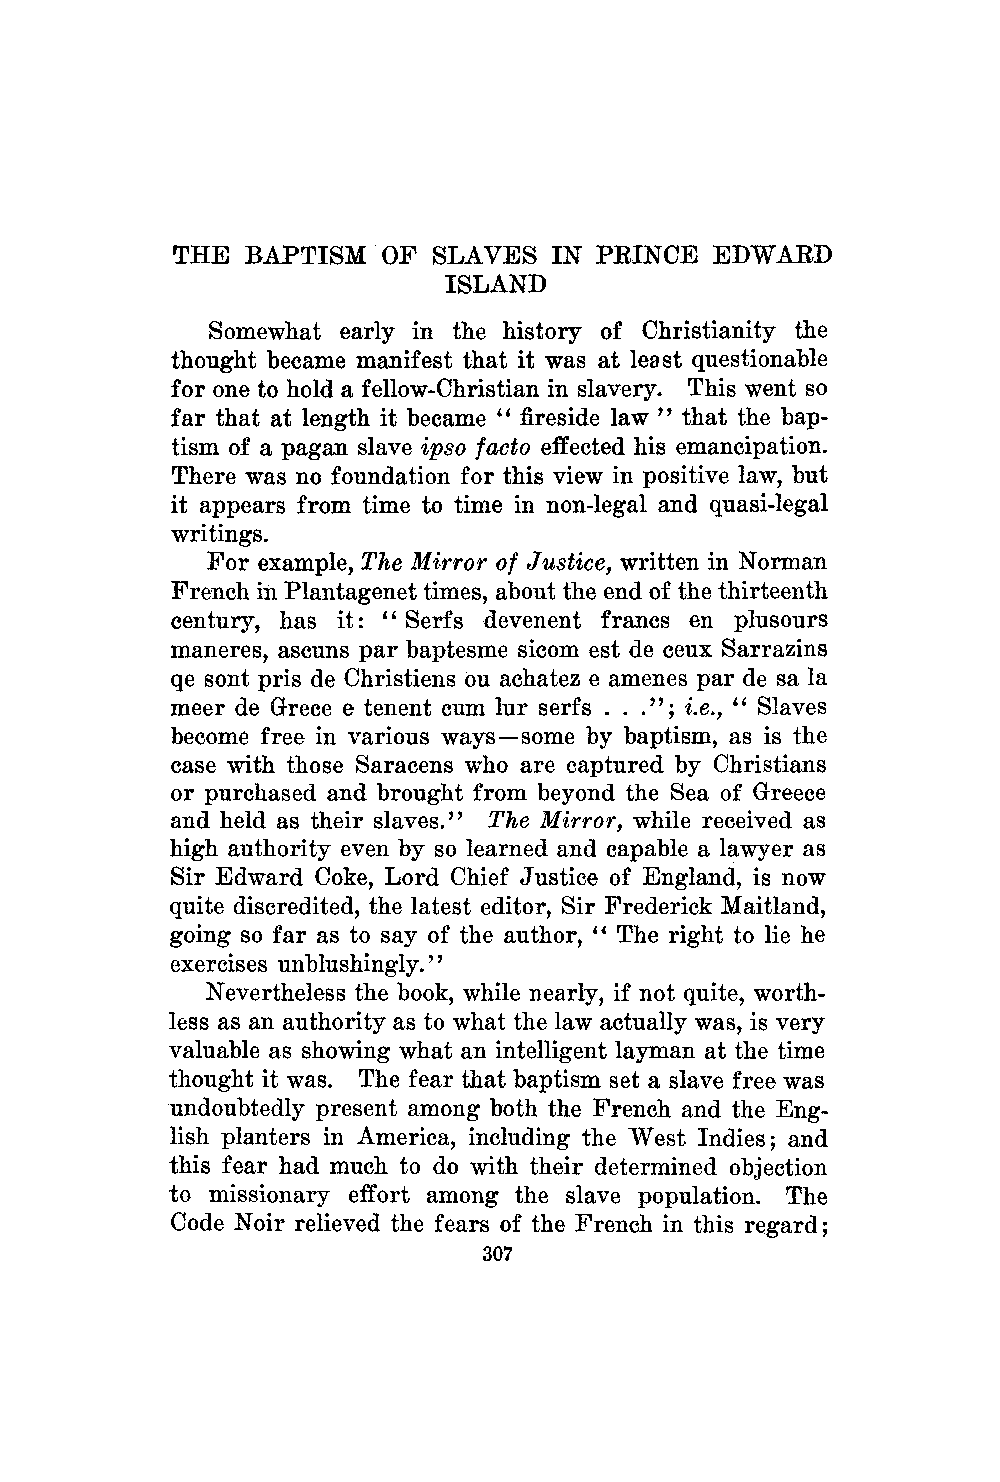 THE BAPTISM OF SLAVES IN PRINCE EDWARD
ISLAND
Somewhat early in the history of Christianity the
thought became manifest that it was at least questionable
for one to hold a fellow-Christian in slavery. This went so
far that at length it became “ fireside law ” that the bap-
tism of a pagan slave ipso facto effected his emancipation.
There was no foundation for this view in positive law, but
it appears from time to time in non-legal and quasi-legal
writings.
For example, The Mirror of Justice, written in Norman
French in Plantagenet times, about the end of the thirteenth
century, has it: “ Serfs devenent francs en plusours
maneres, ascuns par baptesme sicom est de ceux Sarrazins
qe sont pris de Christiens ou achatez e amenes par de sa la
meer de Grece e tenent cum lur serfs . . .”; i.e., “ Slaves
become free in various ways—some by baptism, as is the
case with those Saracens who are captured by Christians
or purchased and brought from beyond the Sea of Greece
and held as their slaves.” The Mirror, while received as
high authority even by so learned and capable a lawyer as
Sir Edward Coke, Lord Chief Justice of England, is now
quite discredited, the latest editor, Sir Frederick Maitland,
going so far as to say of the author, “ The right to lie he
exercises unblushingly.”
Nevertheless the book, while nearly, if not quite, worth-
less as an authority as to what the law actually was, is very
valuable as showing what an intelligent layman at the time
thought it was. The fear that baptism set a slave free was
undoubtedly present among both the French and the Eng-
lish planters in America, including the West Indies; and
this fear had much to do with their determined objection
to missionary effort among the slave population. The
Code Noir relieved the fears of the French in this regard;
307